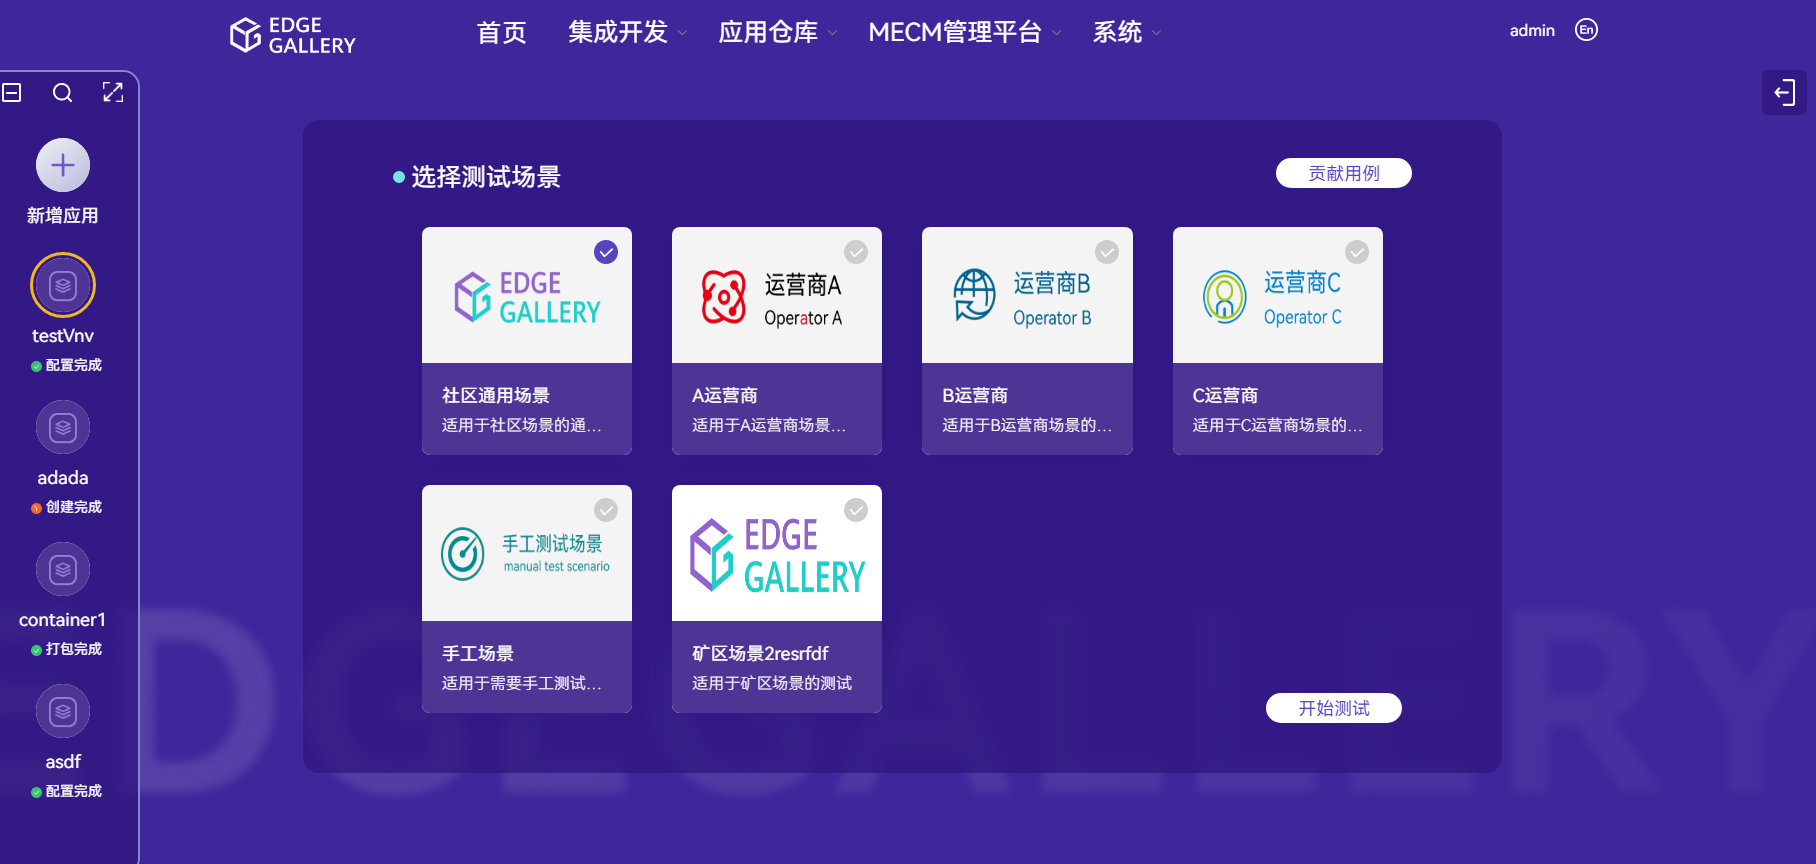 EDGE
GALLERY
首页 集成开发 应用仓库 MECM管理平台 系统
admin En
新增应用
testVnv
配置完成
adada
创建完成
container1
打包完成
asdf
配置完成
选择测试场景
贡献用例
EDGE
GALLERY
社区通用场景
适用于社区场景的通...
运营商A
Operator A
A运营商
适用于A运营商场景...
运营商B
Operator B
B运营商
适用于B运营商场景的...
运营商C
Operator C
C运营商
适用于C运营商场景的...
手工测试场景
manual test scenario
手工场景
适用于需要手工测试...
EDGE
GALLERY
矿区场景2resrfdf
适用于矿区场景的测试
开始测试
EDGEGALLERY